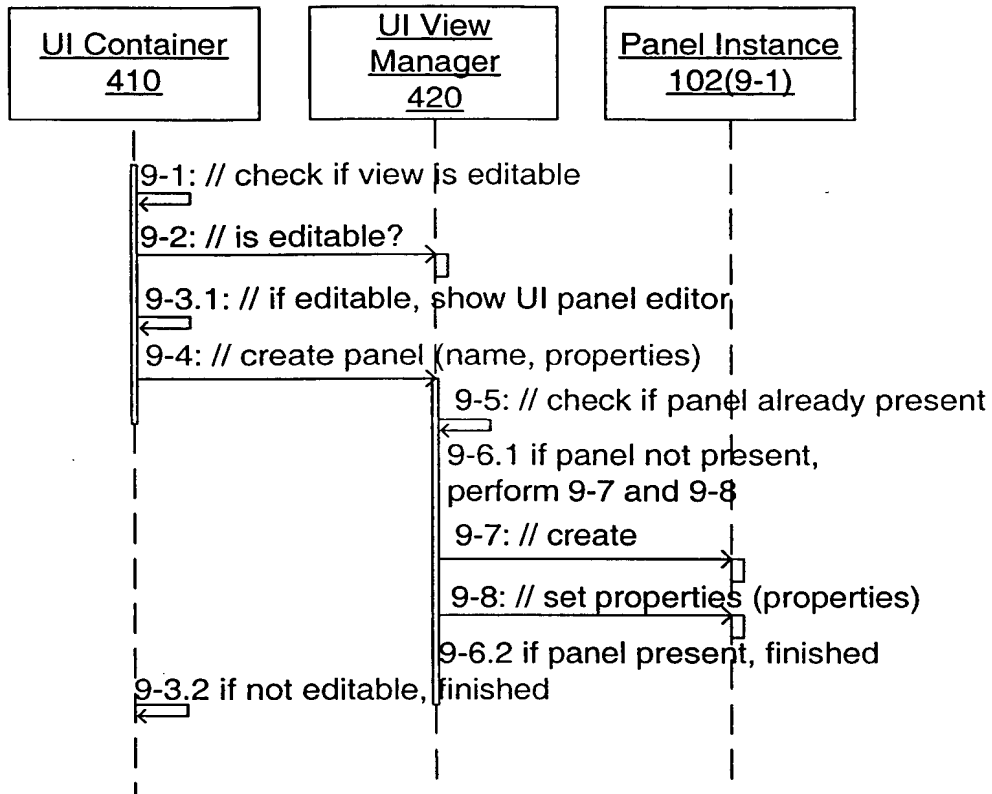 UI Container
410
UI View
Manager
420
Panel Instance
102(9-1)
9-1: // check if view is editable
9-2: // is editable?
9-3.1: // if editable, show UI panel editor
9-4: // create panel (name, properties)
9-5: // check if panel already present
9-6.1 if panel not present,
perform 9-7 and 9-8
9-7: // create
9-8: // set properties (properties)
9-6.2 if panel present, finished
9-3.2 if not editable, finished